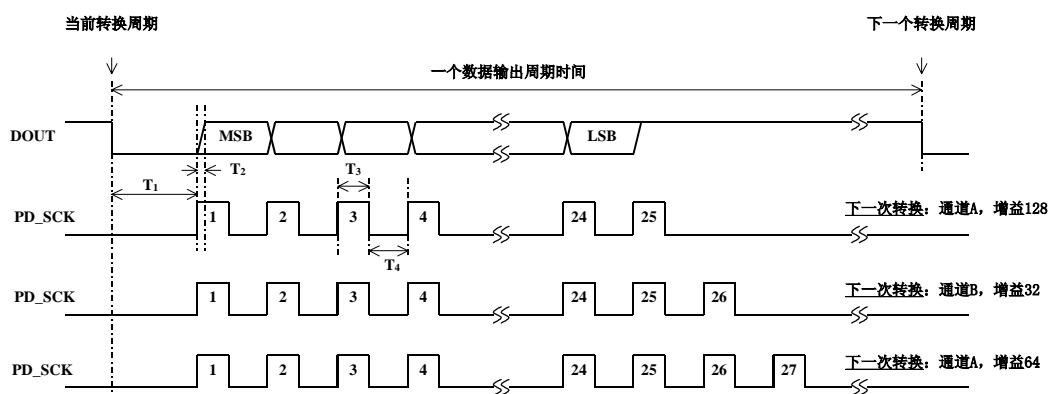 当前转换周期
下一个转换周期
一个数据输出周期时间
DOUT
MSB
LSB
T2
T3
T1
PD_SCK
1
2
3
4
24
25
下一次转换：通道A，增益128
T4
PD_SCK
1
2
3
4
24
25
26
下一次转换：通道B，增益32
PD_SCK
1
2
3
4
24
25
26
27
下一次转换：通道A，增益64